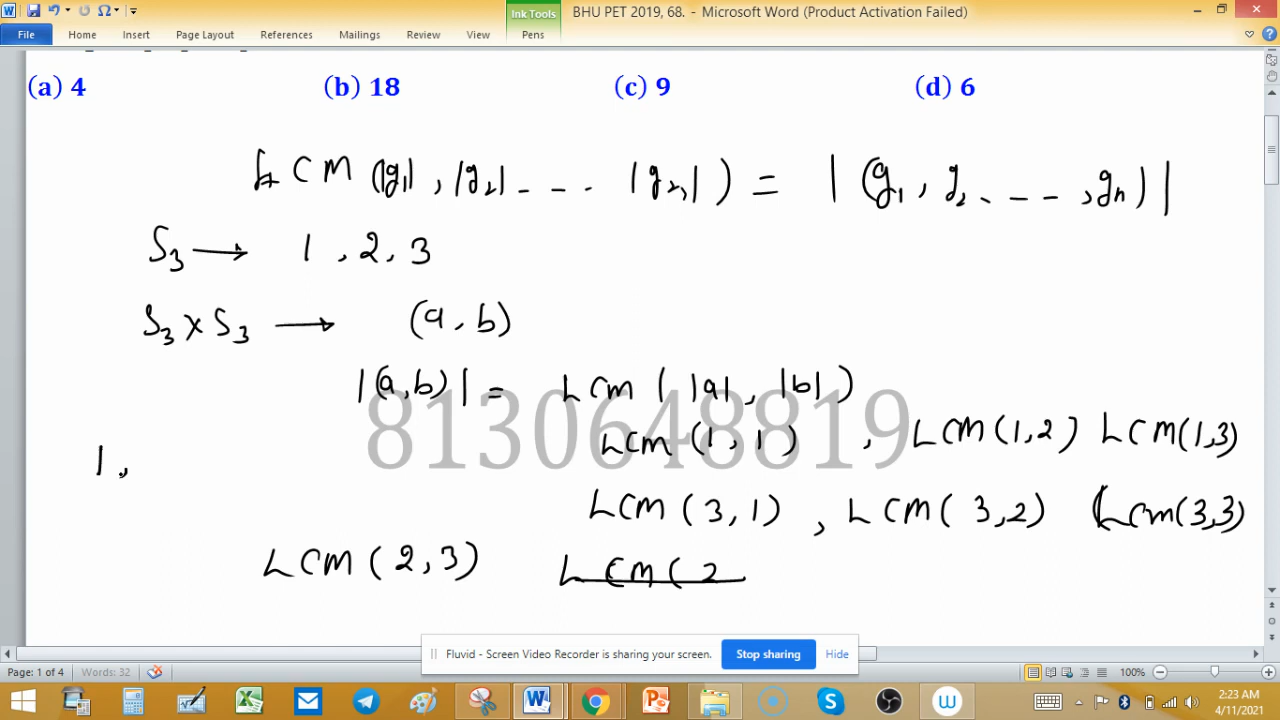 Ink Tools
BHU PET 2019, 68. - Microsoft Word (Product Activation Failed)
File Home Insert Page Layout References Mailings Review View Pens
(a) 4 (b) 18 (c) 9 (d) 6
LCM (|g1|, |g2| - - - |gn|) = |(g1, g2 - - - -, gn)|
S3 → 1, 2, 3
S3 × S3 → (a, b)
|(a,b)| = LCM ( |a|, |b| )
8130648819
1, LCM (1, 1) , LCM (1,2) LCM (1,3)
LCM (3, 1) , LCM (3,2) LCM (3,3)
LCM (2,3) LCM (2
Fluvid - Screen Video Recorder is sharing your screen. Stop sharing Hide
Page: 1 of 4 Words: 32 100%
2:23 AM
4/11/2021